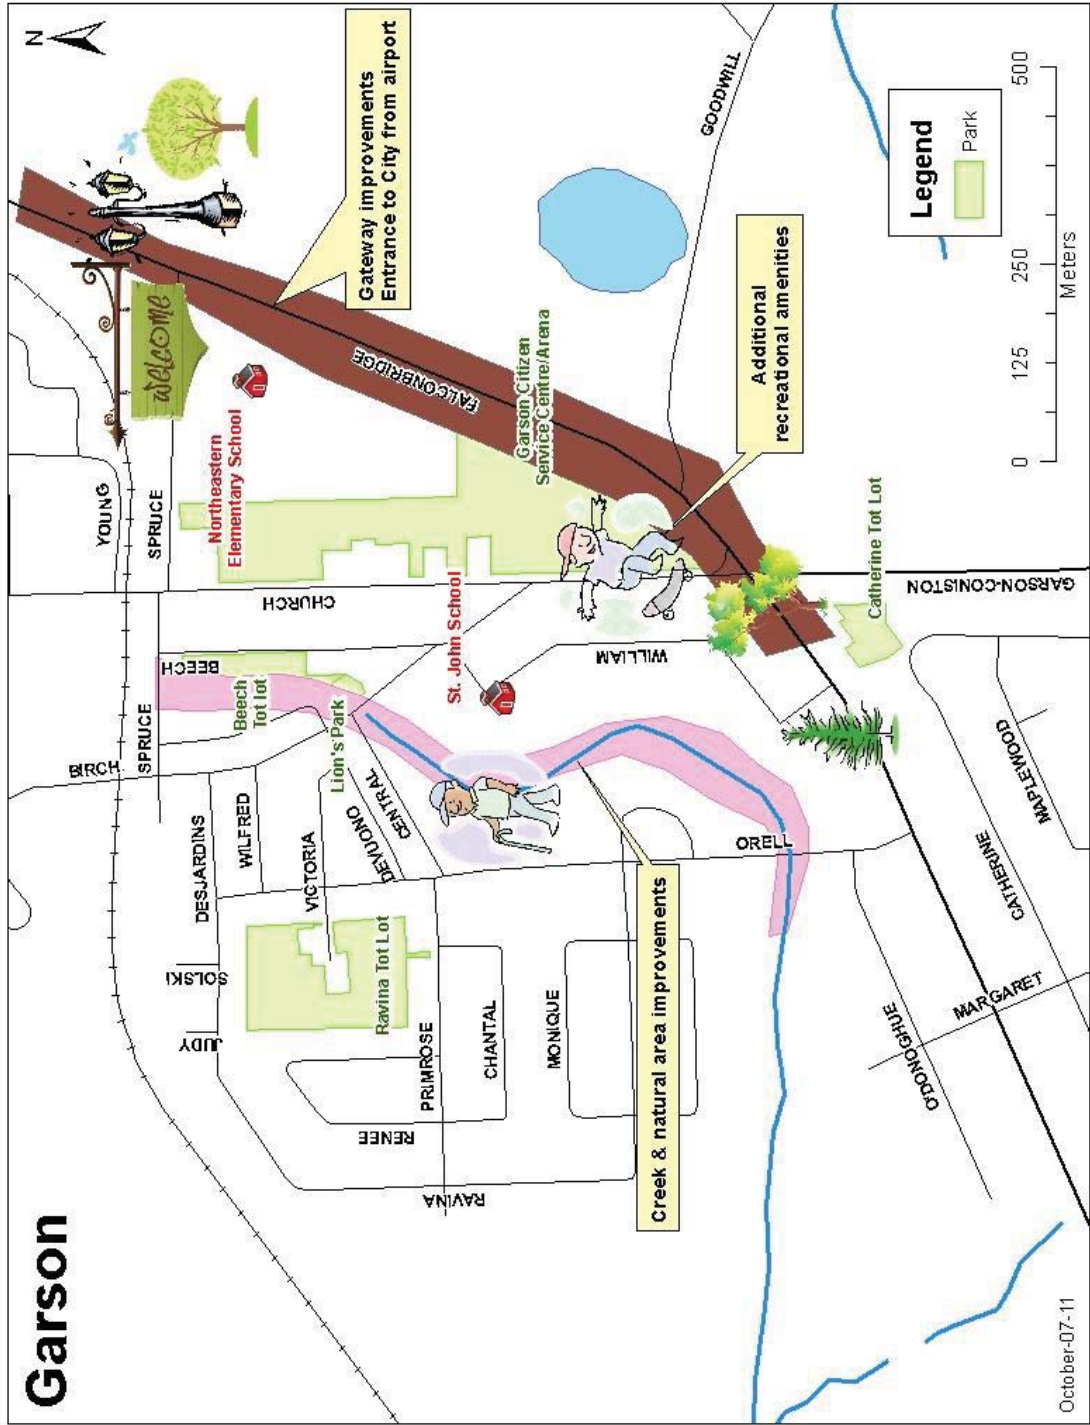 Garson
N
Gateway improvements
Entrance to City from airport
WELCOME
YOUNG
SPRUCE
Northeastern
Elementary School
FALCONBRIDGE
Garson Citizen
Service Centre/Arena
GOODWILL
Additional
recreational amenities
CHURCH
BEECH
SPRUCE
BIRCH
Beech
Tot lot
Lion's Park
St. John School
WILLIAM
Catherine Tot Lot
GARSON-CONISTON
DESJARDINS
WILFRED
VICTORIA
DEVUONO
CENTRAL
ORELL
MAPLEWOOD
CATHERINE
SOLSKI
JUDY
Ravina Tot Lot
PRIMROSE
CHANTAL
MONIQUE
RENEE
RAVINA
Creek & natural area improvements
O'DONOGHUE
MARGARET
Legend
Park
0 125 250 500
Meters
October-07-11